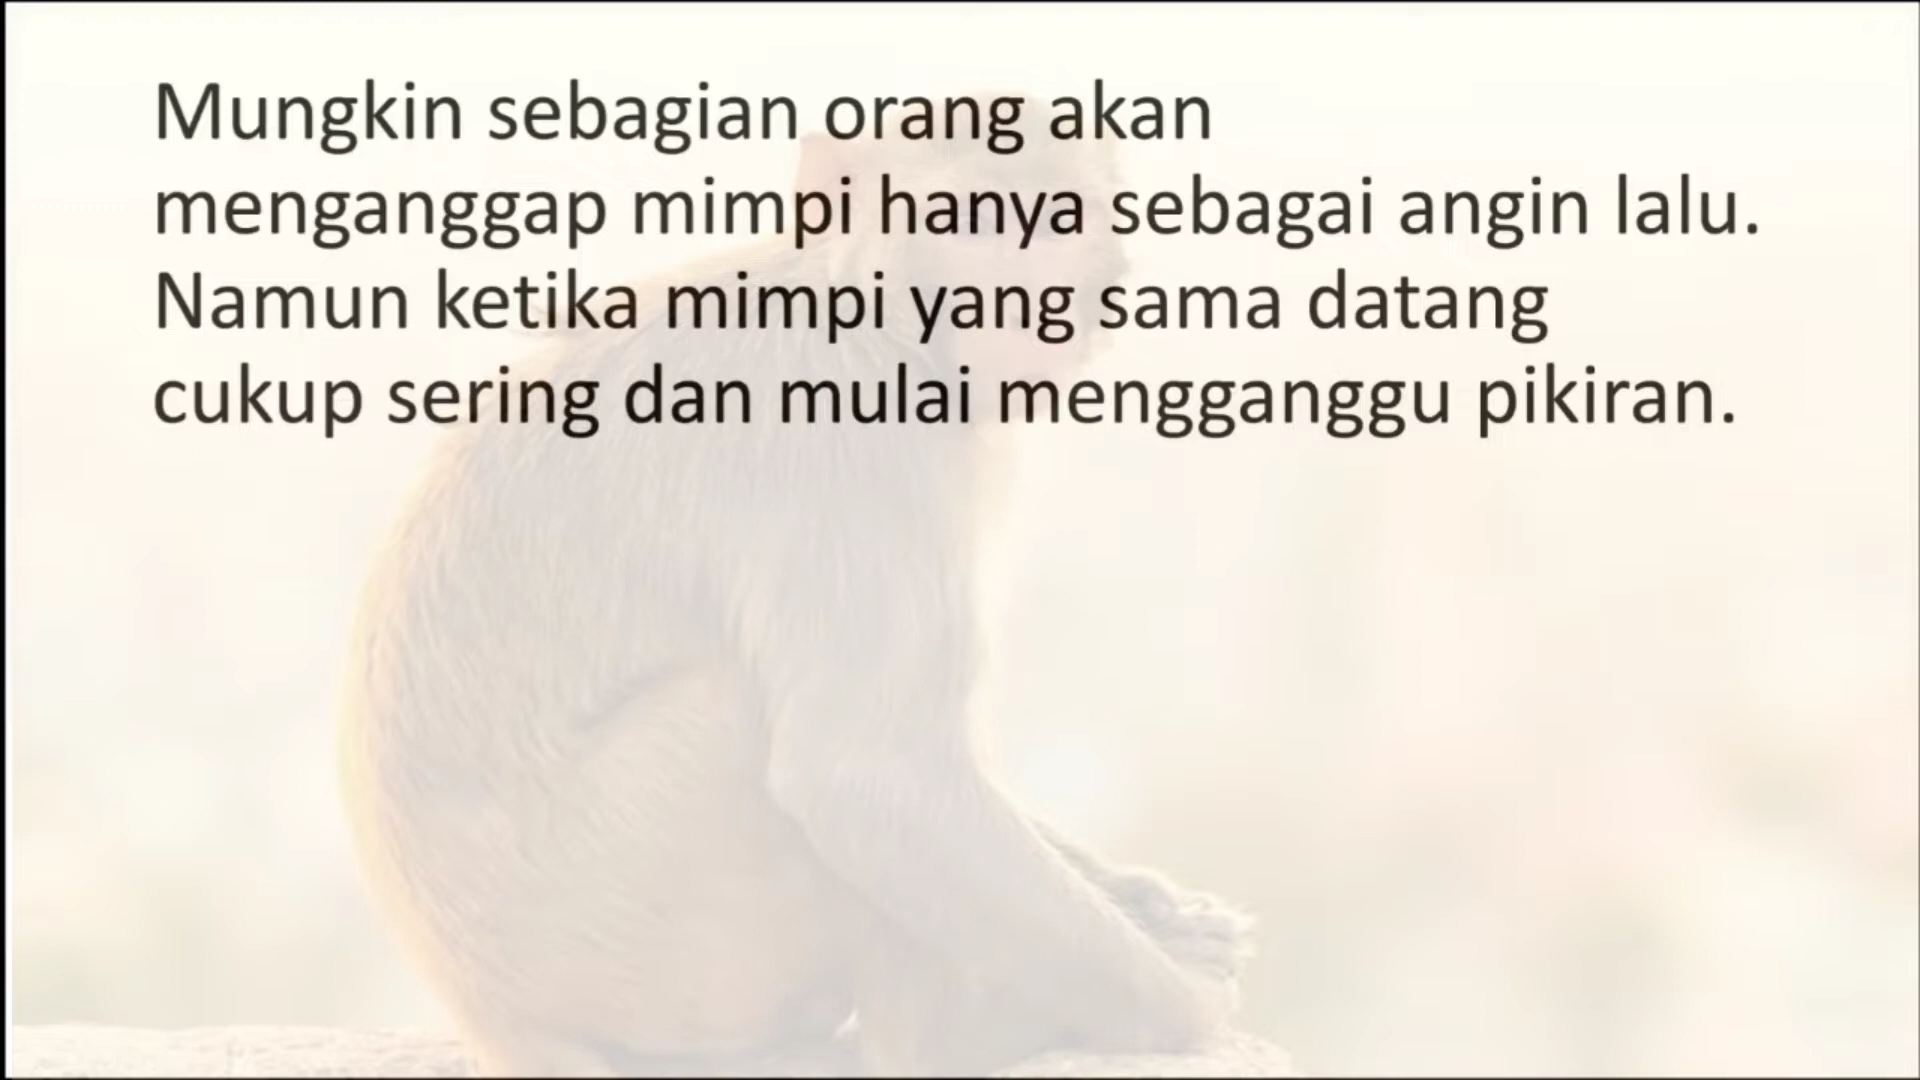 Mungkin sebagian orang akan
menganggap mimpi hanya sebagai angin lalu.
Namun ketika mimpi yang sama datang
cukup sering dan mulai mengganggu pikiran.